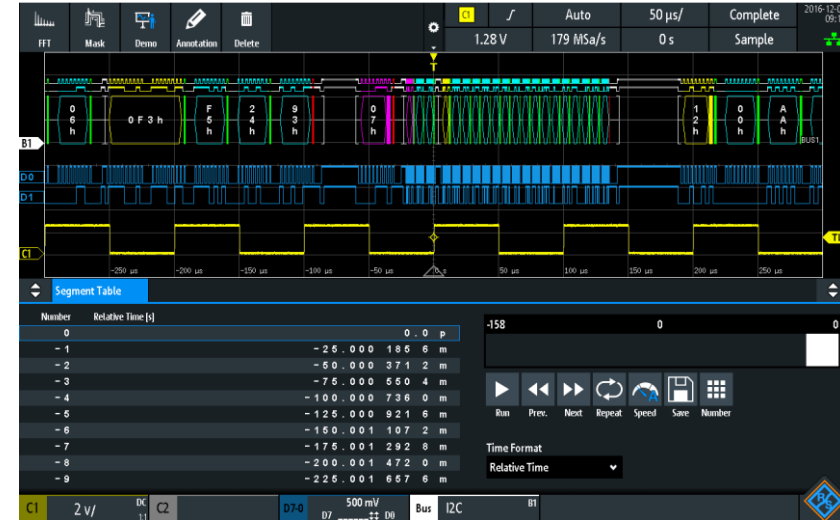 C1 Auto 50 µs/ Complete 2016-12-0
09:1
FFT Mask Demo Annotation Delete
1.28 V 179 MSa/s 0 s Sample
T
0 6 h
0 F 3 h
F 5 h
2 4 h
9 3 h
0 7 h
1 2 h
0 0 h
A A h
B1
BUS1
D0
D1
C1
-250 µs -200 µs -150 µs -100 µs -50 µs 0 s 50 µs 100 µs 150 µs 200 µs 250 µs
Segment Table
Number Relative Time [s]
0 0.0 p
-1 -25.000 185 6 m
-2 -50.000 371 2 m
-3 -75.000 550 4 m
-4 -100.000 736 0 m
-5 -125.000 921 6 m
-6 -150.001 107 2 m
-7 -175.001 292 8 m
-8 -200.001 472 0 m
-9 -225.001 657 6 m
-158 0 0
Run Prev. Next Repeat Speed Save Number
Time Format
Relative Time
C1 2 V/ DC 1:1 C2 D7-0 500 mV D7 D0 Bus I2C B1
R&S